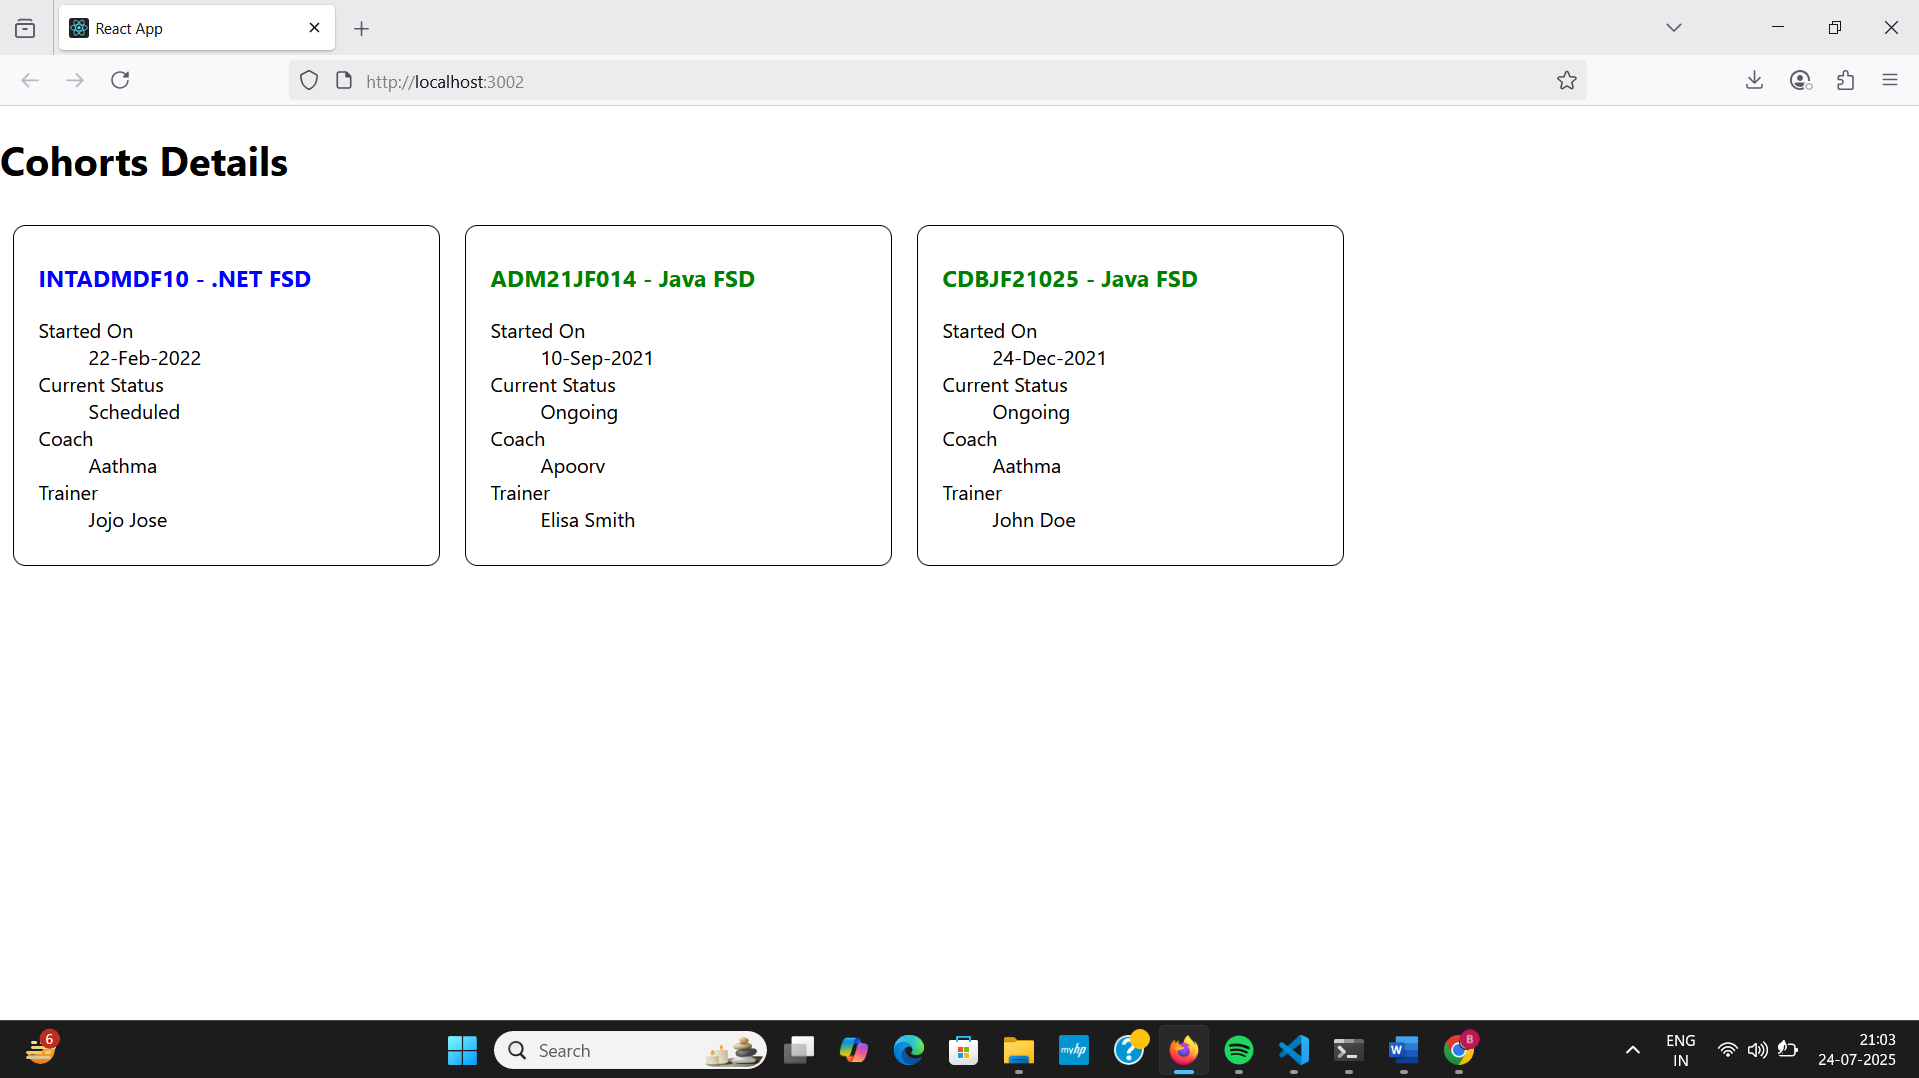 React App
http://localhost:3002
Cohorts Details
INTADMDF10 - .NET FSD
Started On
22-Feb-2022
Current Status
Scheduled
Coach
Aathma
Trainer
Jojo Jose
ADM21JF014 - Java FSD
Started On
10-Sep-2021
Current Status
Ongoing
Coach
Apoorv
Trainer
Elisa Smith
CDBJF21025 - Java FSD
Started On
24-Dec-2021
Current Status
Ongoing
Coach
Aathma
Trainer
John Doe
6
Search
myhp
?
W
B
ENG
IN
21:03
24-07-2025